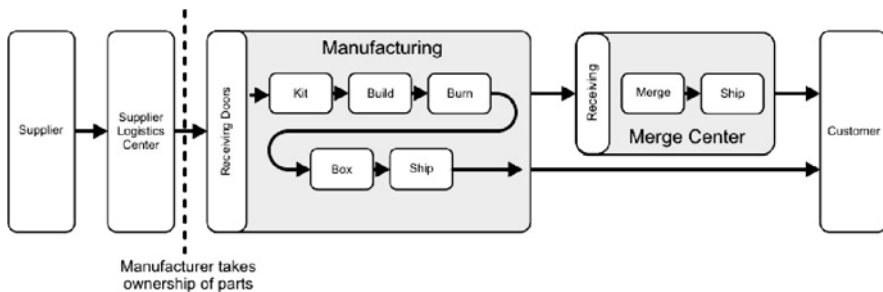 Supplier
Supplier
Logistics
Center
Manufacturer takes
ownership of parts
Receiving Doors
Manufacturing
Kit
Build
Burn
Box
Ship
Receiving
Merge
Ship
Merge Center
Customer